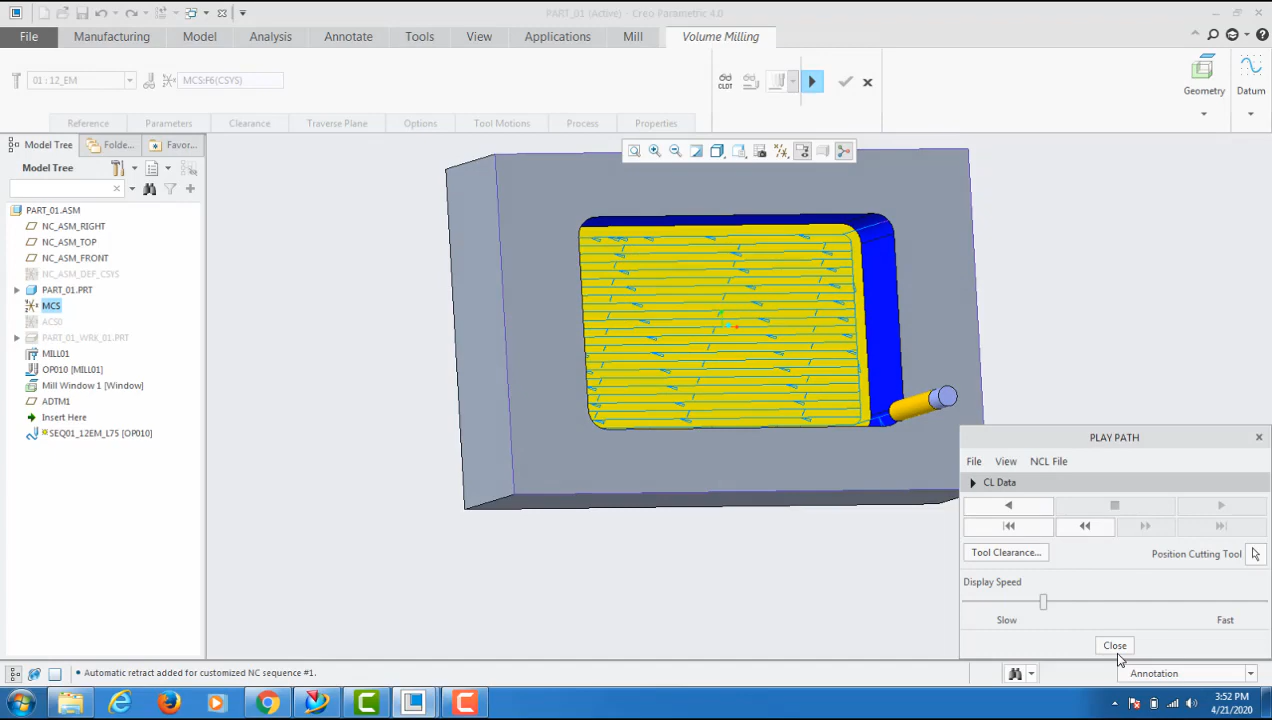 PART_01 (Active) - Creo Parametric 4.0
File Manufacturing Model Analysis Annotate Tools View Applications Mill Volume Milling
01 : 12_EM MCS:F6(CSYS)
CLDT
Geometry Datum
Reference Parameters Clearance Traverse Plane Options Tool Motions Process Properties
Model Tree Folde... Favor...
Model Tree
PART_01.ASM
NC_ASM_RIGHT
NC_ASM_TOP
NC_ASM_FRONT
NC_ASM_DEF_CSYS
PART_01.PRT
MCS
ACS0
PART_01_WRK_01.PRT
MILL01
OP010 [MILL01]
Mill Window 1 [Window]
ADTM1
Insert Here
SEQ01_12EM_L75 [OP010]
PLAY PATH
File View NCL File
CL Data
Tool Clearance... Position Cutting Tool
Display Speed
Slow Fast
Close
• Automatic retract added for customized NC sequence #1.
Annotation
3:52 PM
4/21/2020